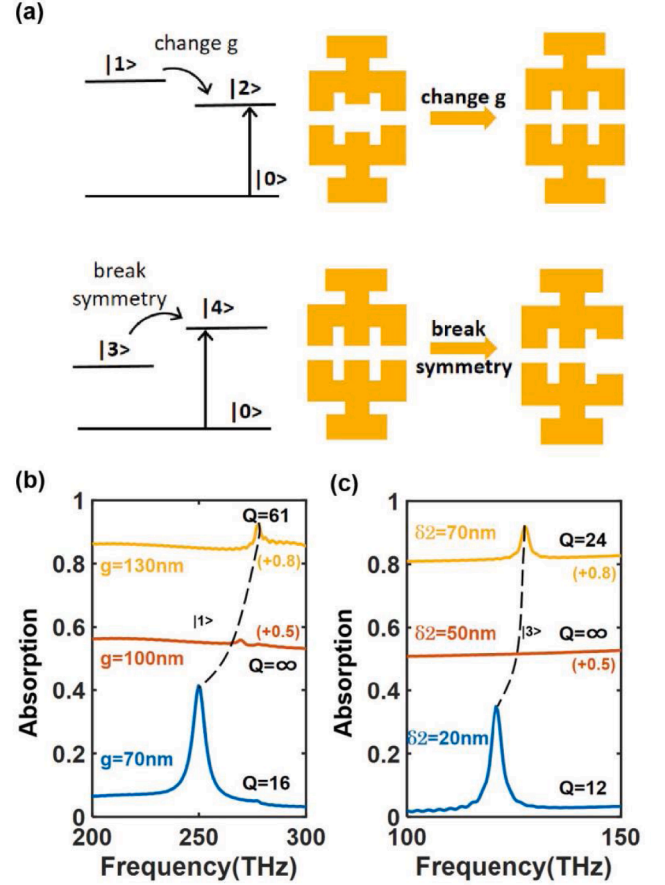 (a)
change g
|1>
|2>
|0>
change g
break
symmetry
|4>
|3>
|0>
break
symmetry
(b)
1
0.8
0.6
0.4
0.2
0
Absorption
Q=61
g=130nm
(+0.8)
|1>
(+0.5)
g=100nm
Q=∞
g=70nm
Q=16
200
250
300
Frequency(THz)
(c)
1
0.8
0.6
0.4
0.2
0
Absorption
δ2=70nm
Q=24
(+0.8)
|3>
δ2=50nm
Q=∞
(+0.5)
δ2=20nm
Q=12
100
150
Frequency(THz)